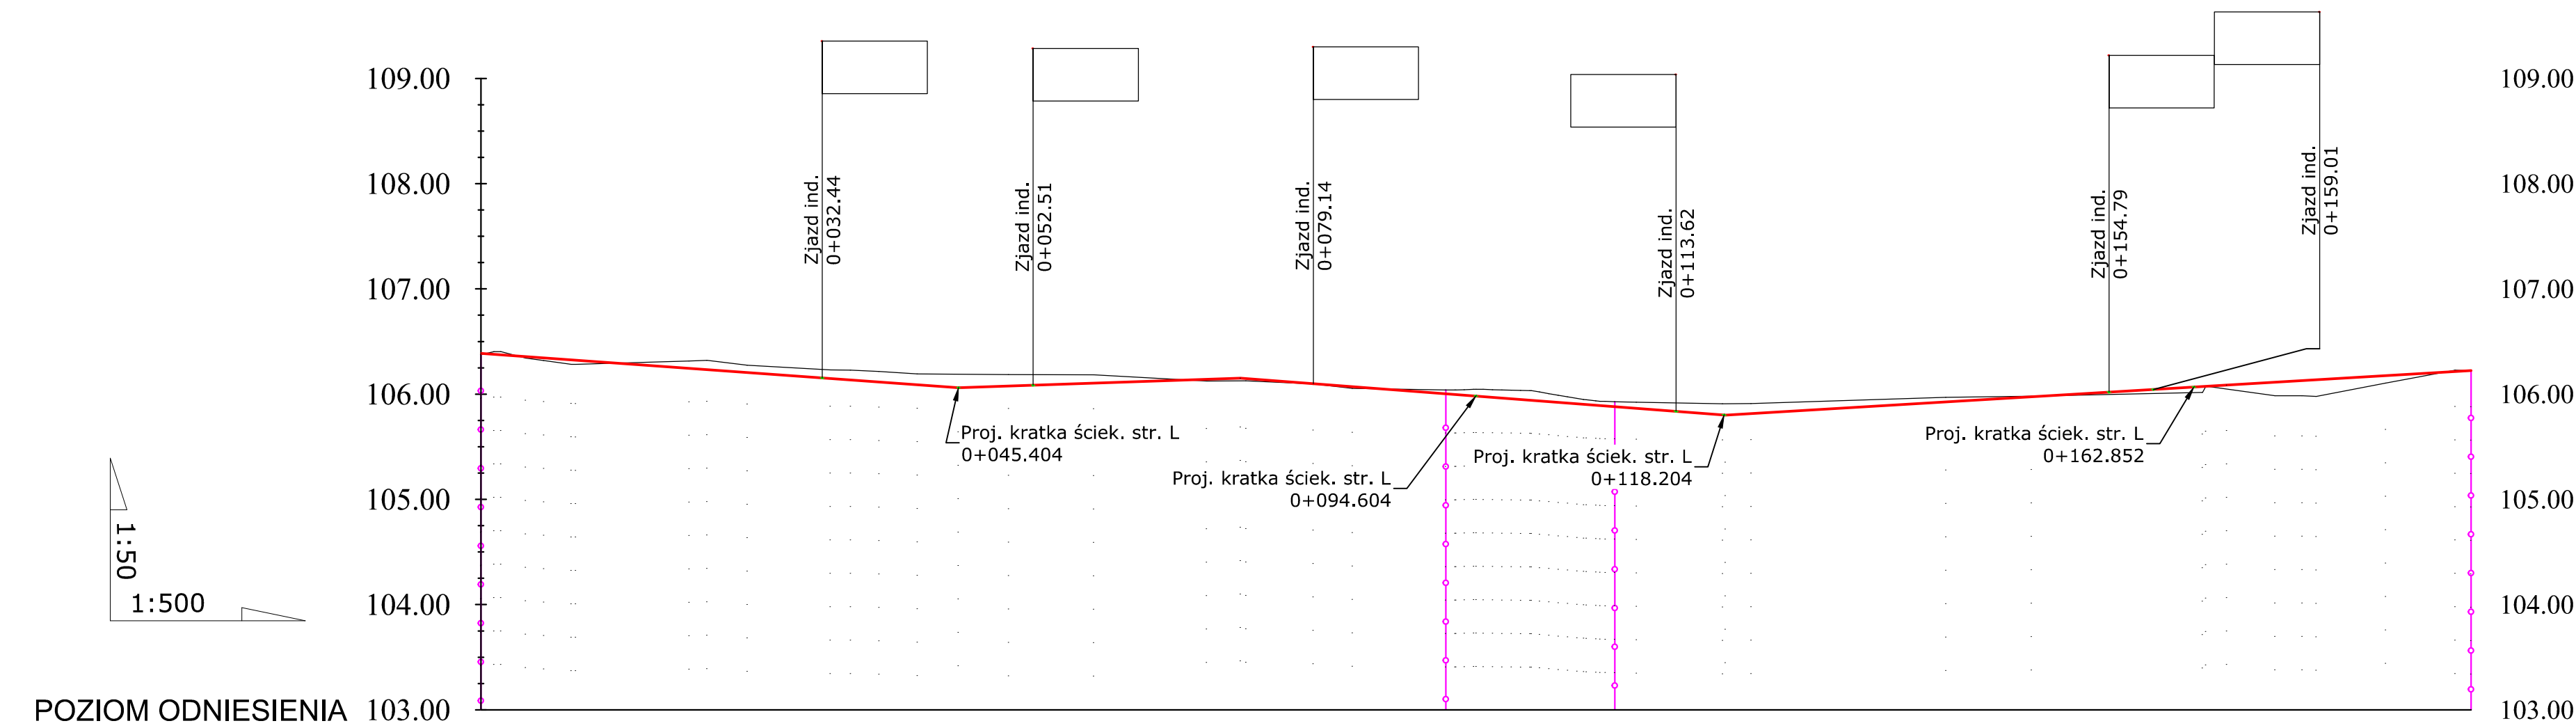 109.00
108.00
107.00
106.00
105.00
104.00
POZIOM ODNIESIENIA 103.00
1:50
1:500
Zjazd ind.
0+032.44
Zjazd ind.
0+052.51
Zjazd ind.
0+079.14
Zjazd ind.
0+113.62
Zjazd ind.
0+154.79
Zjazd ind.
0+159.01
Proj. kratka ściek. str. L
0+045.404
Proj. kratka ściek. str. L
0+094.604
Proj. kratka ściek. str. L
0+118.204
Proj. kratka ściek. str. L
0+162.852
109.00
108.00
107.00
106.00
105.00
104.00
103.00